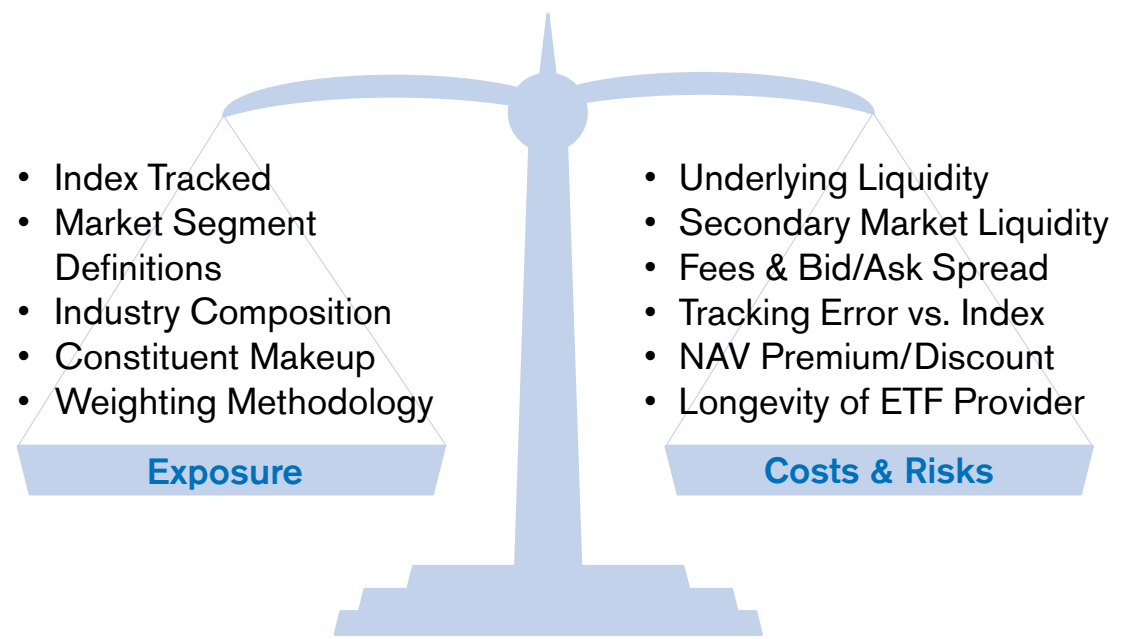 • Index Tracked
• Market Segment
Definitions
• Industry Composition
• Constituent Makeup
• Weighting Methodology
Exposure
• Underlying Liquidity
• Secondary Market Liquidity
• Fees & Bid/Ask Spread
• Tracking Error vs. Index
• NAV Premium/Discount
• Longevity of ETF Provider
Costs & Risks